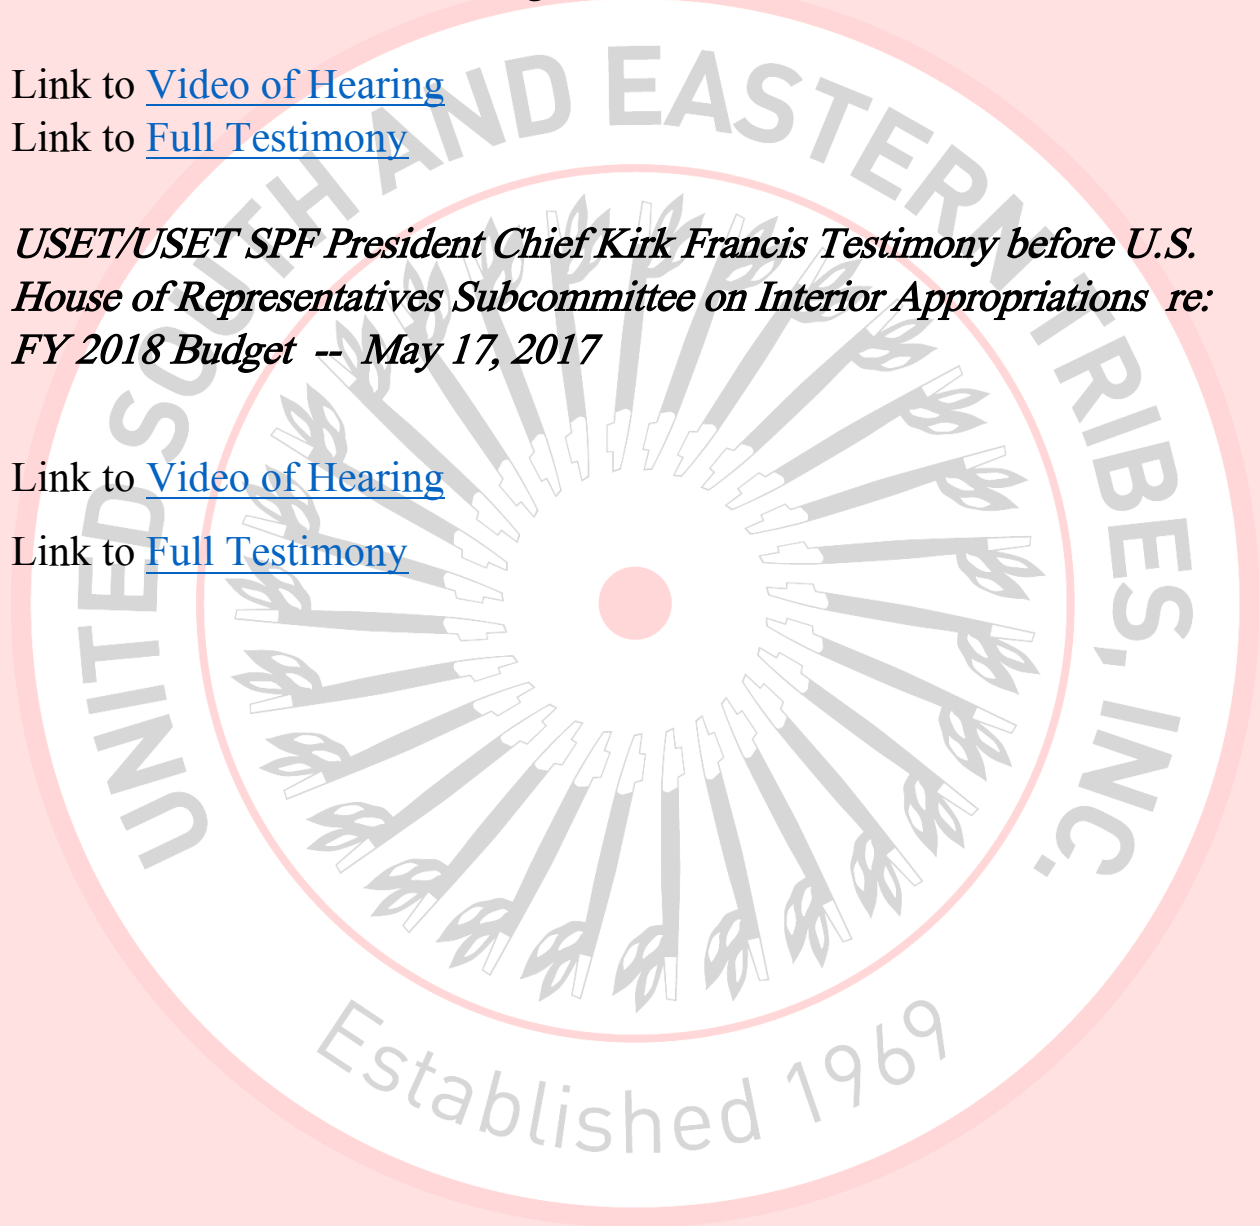 Link to Video of Hearing
Link to Full Testimony
USET/USET SPF President Chief Kirk Francis Testimony before U.S.
House of Representatives Subcommittee on Interior Appropriations  re:
FY 2018 Budget  --  May 17, 2017
Link to Video of Hearing
Link to Full Testimony
UNITED SOUTH AND EASTERN TRIBES, INC.
Established 1969